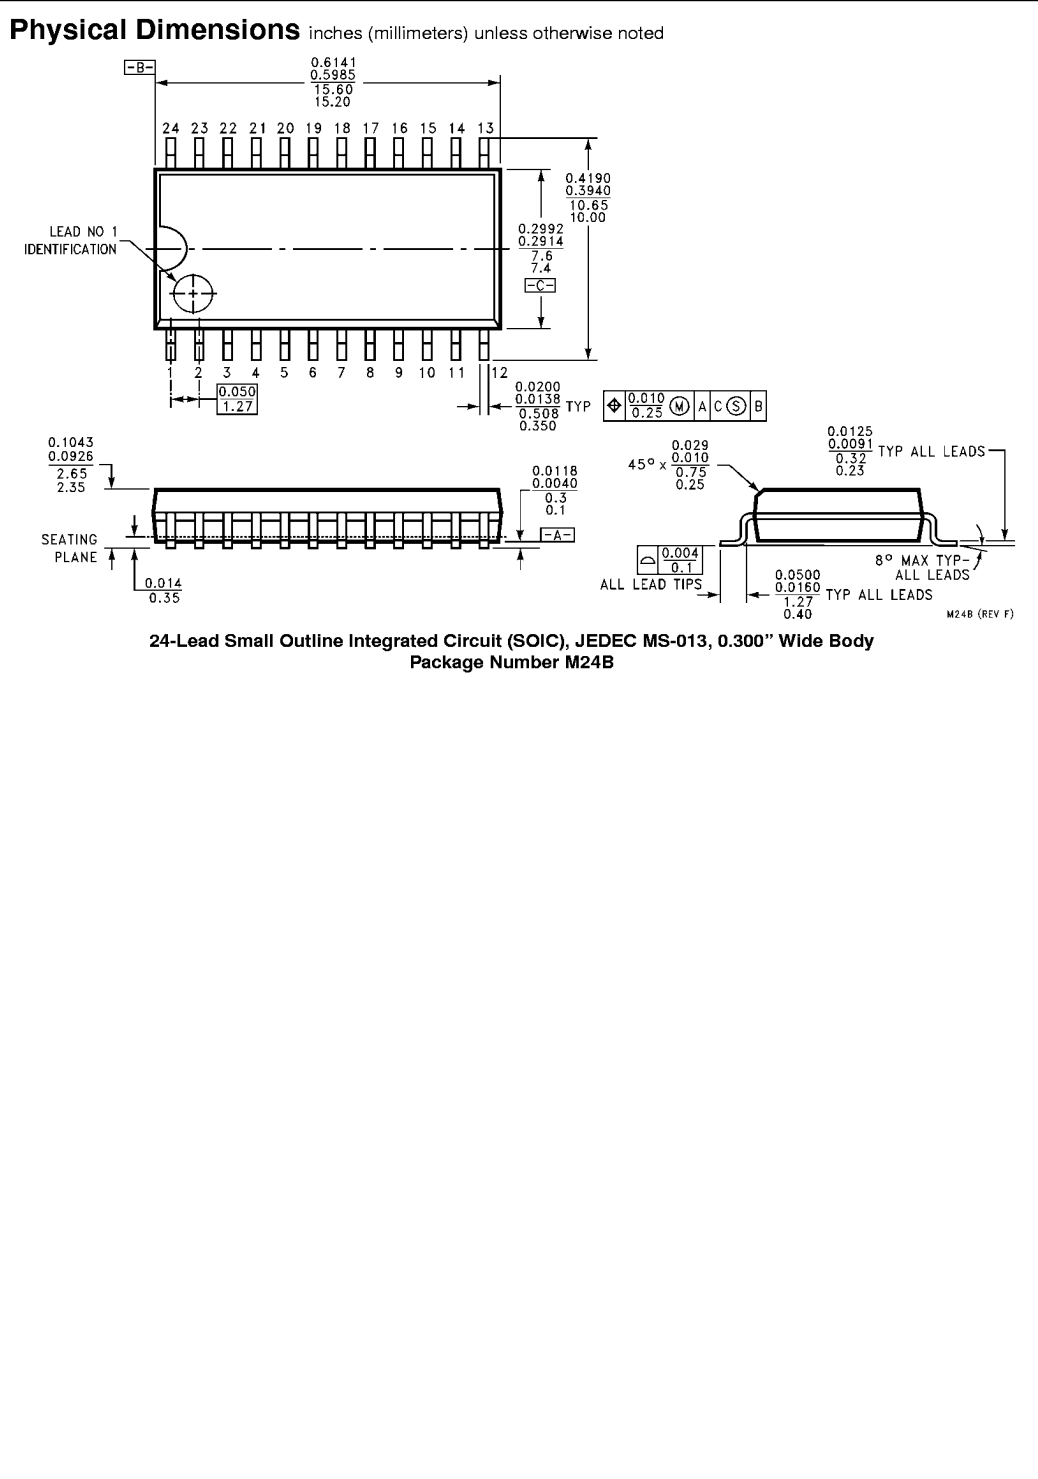 Physical Dimensions inches (millimeters) unless otherwise noted
-B-
0.6141
0.5985
15.60
15.20
24 23 22 21 20 19 18 17 16 15 14 13
0.4190
0.3940
10.65
10.00
LEAD NO 1
IDENTIFICATION
0.2992
0.2914
7.6
7.4
-C-
1 2 3 4 5 6 7 8 9 10 11 12
0.050
1.27
0.0200
0.0138
0.508
0.350
TYP
0.010
0.25
M A C S B
0.1043
0.0926
2.65
2.35
SEATING
PLANE
0.014
0.35
0.0118
0.0040
0.3
0.1
-A-
45° x
0.029
0.010
0.75
0.25
0.0125
0.0091
0.32
0.23
TYP ALL LEADS
0.004
0.1
ALL LEAD TIPS
8° MAX TYP-
ALL LEADS
0.0500
0.0160
1.27
0.40
TYP ALL LEADS
M24B (REV F)
24-Lead Small Outline Integrated Circuit (SOIC), JEDEC MS-013, 0.300” Wide Body
Package Number M24B